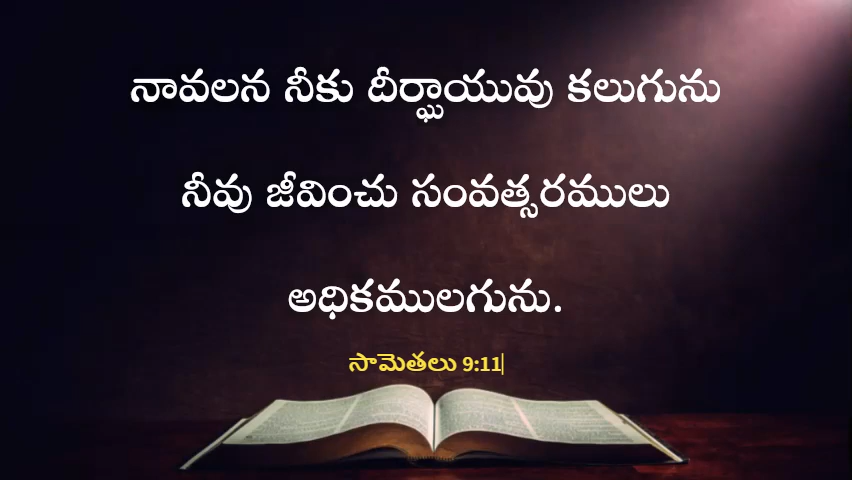 నావలన నీకు దీర్ఘాయువు కలుగును
నీవు జీవించు సంవత్సరములు
అధికములగును.
సామెతలు 9:11|